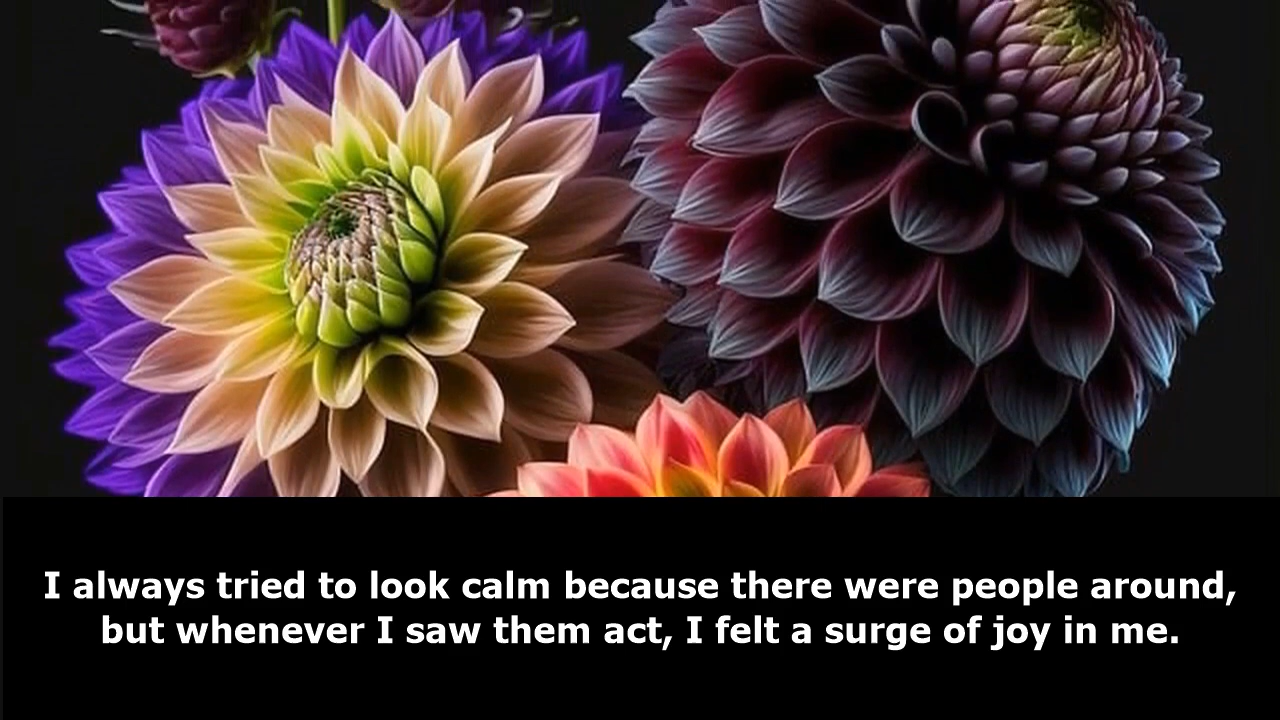 I always tried to look calm because there were people around,
but whenever I saw them act, I felt a surge of joy in me.